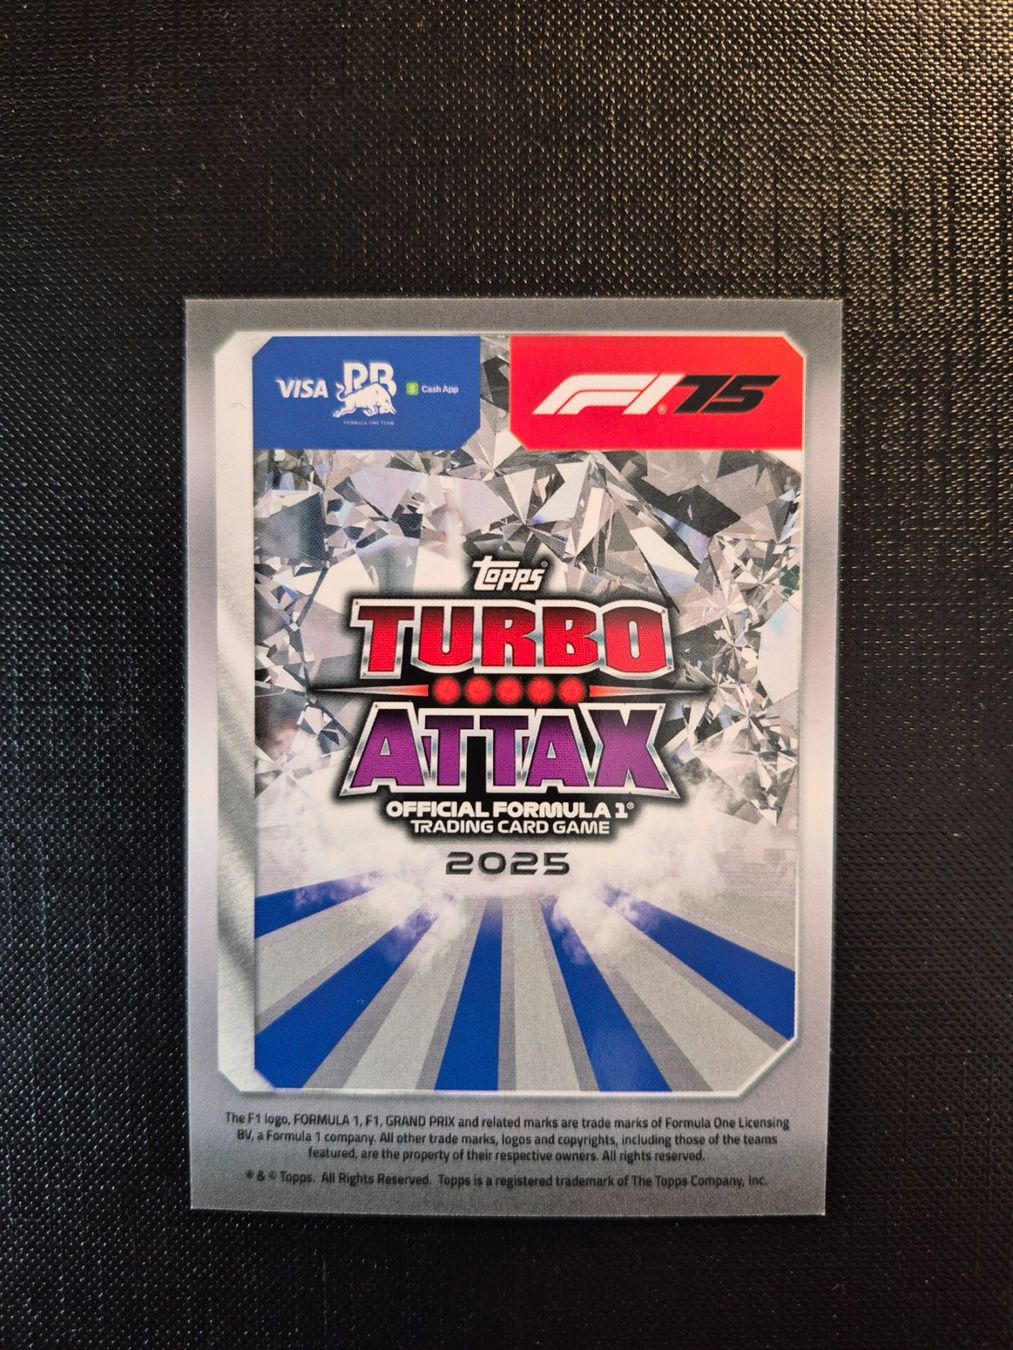 VISA RB Cash App
FORMULA ONE TEAM
F1® 75
Topps®
TURBO
ATTAX
OFFICIAL FORMULA 1®
TRADING CARD GAME
2025
The F1 logo, FORMULA 1, F1, GRAND PRIX and related marks are trade marks of Formula One Licensing
BV, a Formula 1 company. All other trade marks, logos and copyrights, including those of the teams
featured, are the property of their respective owners. All rights reserved.
® & © Topps. All Rights Reserved. Topps is a registered trademark of The Topps Company, Inc.